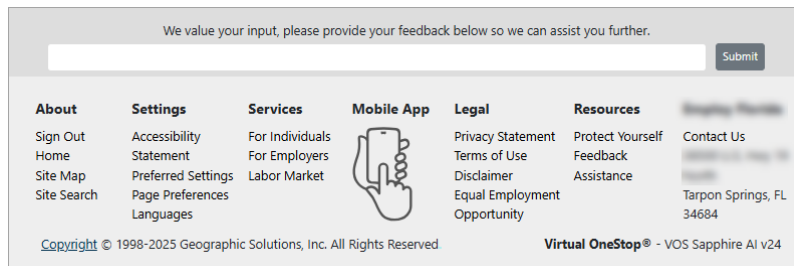 We value your input, please provide your feedback below so we can assist you further.
Submit
About
Sign Out
Home
Site Map
Site Search
Settings
Accessibility
Statement
Preferred Settings
Page Preferences
Languages
Services
For Individuals
For Employers
Labor Market
Mobile App
Legal
Privacy Statement
Terms of Use
Disclaimer
Equal Employment
Opportunity
Resources
Protect Yourself
Feedback
Assistance
Contact Us
Tarpon Springs, FL
34684
Copyright © 1998-2025 Geographic Solutions, Inc. All Rights Reserved
Virtual OneStop® - VOS Sapphire AI v24